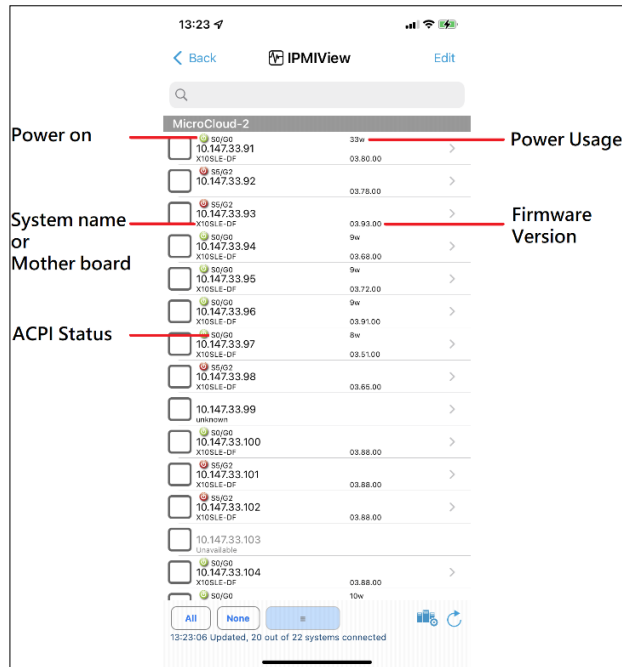 13:23
Back
IPMIView
Edit
MicroCloud-2
Power on
S0/G0
33w
Power Usage
10.147.33.91
X10SLE-DF
03.80.00
S5/G2
10.147.33.92
03.78.00
S5/G2
System name
or
Mother board
10.147.33.93
X10SLE-DF
03.93.00
Firmware
Version
S0/G0
9w
10.147.33.94
X10SLE-DF
03.68.00
S0/G0
9w
10.147.33.95
X10SLE-DF
03.72.00
S0/G0
9w
10.147.33.96
X10SLE-DF
03.91.00
ACPI Status
S0/G0
8w
10.147.33.97
X10SLE-DF
03.51.00
S5/G2
10.147.33.98
X10SLE-DF
03.65.00
10.147.33.99
unknown
S0/G0
10.147.33.100
X10SLE-DF
03.88.00
S5/G2
10.147.33.101
X10SLE-DF
03.88.00
S5/G2
10.147.33.102
X10SLE-DF
03.88.00
10.147.33.103
Unavailable
S0/G0
10.147.33.104
X10SLE-DF
03.88.00
S0/G0
10w
All
None
13:23:06 Updated, 20 out of 22 systems connected